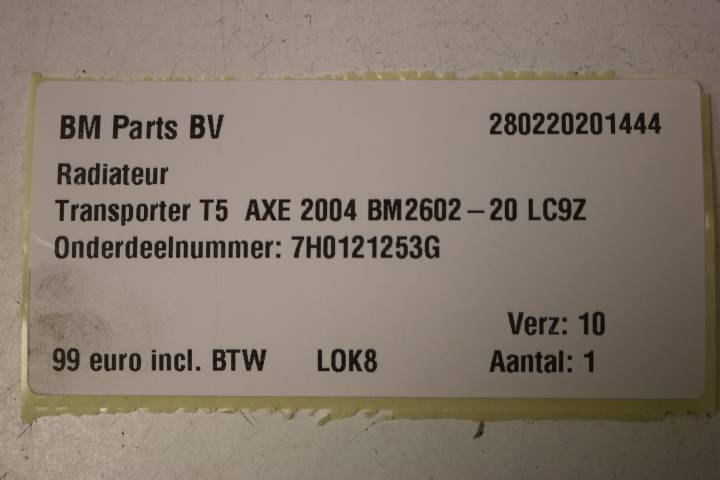 BM Parts BV 280220201444
Radiateur
Transporter T5 AXE 2004 BM2602-20 LC9Z
Onderdeelnummer: 7H0121253G
Verz: 10
99 euro incl. BTW LOK8 Aantal: 1